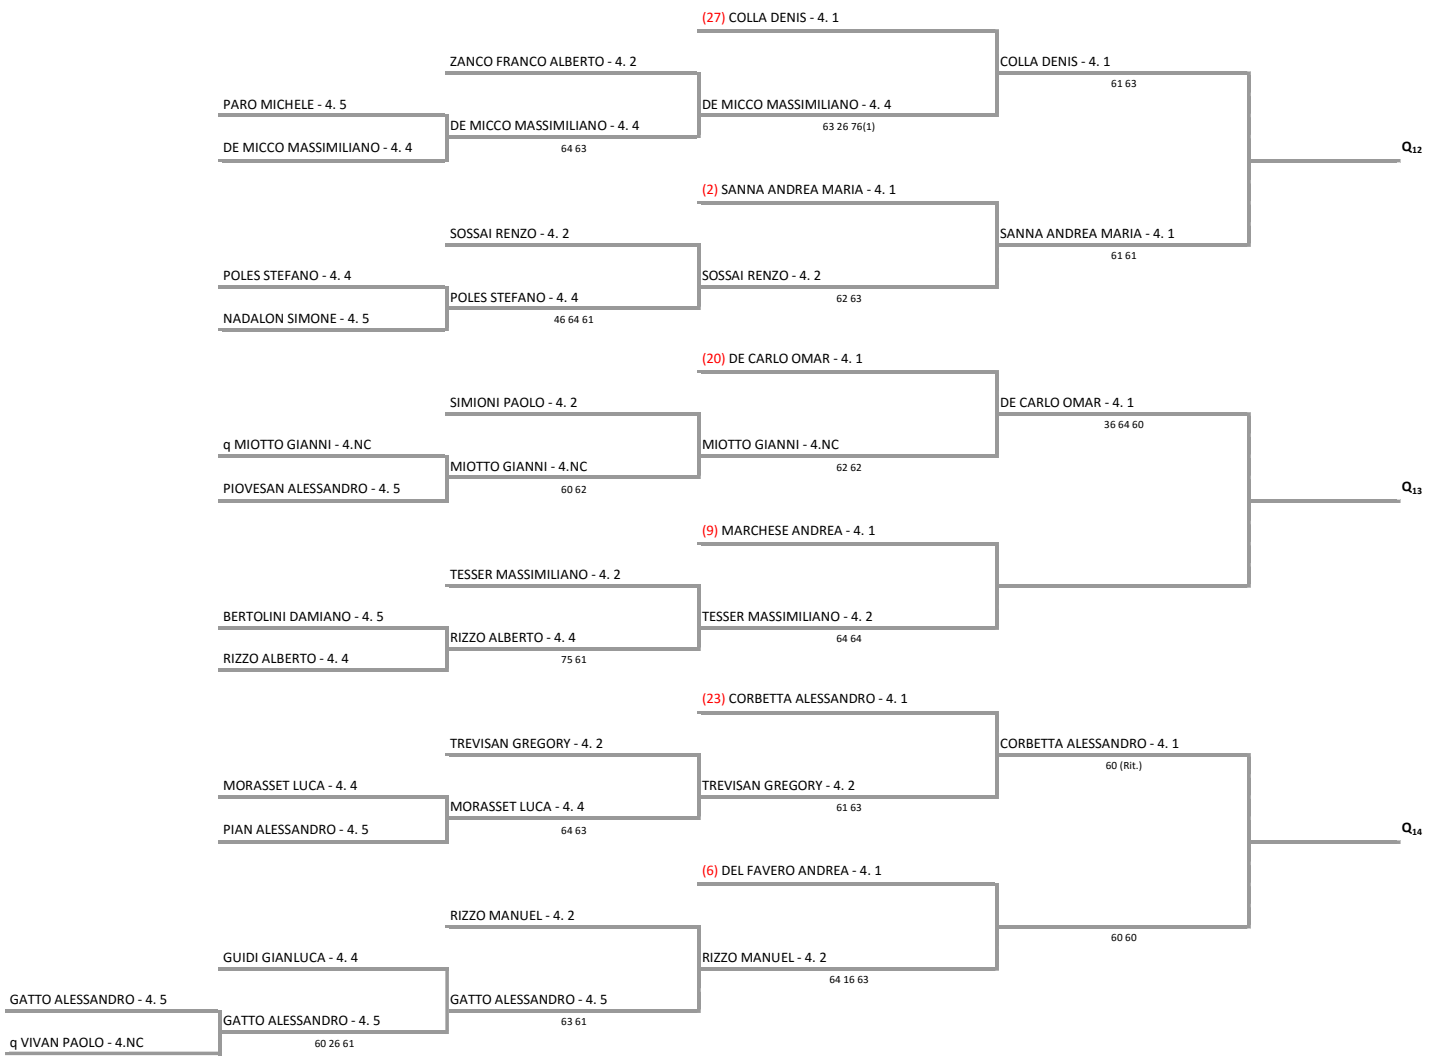 (27) COLLA DENIS - 4. 1
ZANCO FRANCO ALBERTO - 4. 2
COLLA DENIS - 4. 1
61 63
PARO MICHELE - 4. 5
DE MICCO MASSIMILIANO - 4. 4
63 26 76(1)
DE MICCO MASSIMILIANO - 4. 4
64 63
DE MICCO MASSIMILIANO - 4. 4
Q12
(2) SANNA ANDREA MARIA - 4. 1
SOSSAI RENZO - 4. 2
SANNA ANDREA MARIA - 4. 1
61 61
POLES STEFANO - 4. 4
SOSSAI RENZO - 4. 2
62 63
POLES STEFANO - 4. 4
46 64 61
NADALON SIMONE - 4. 5
(20) DE CARLO OMAR - 4. 1
SIMIONI PAOLO - 4. 2
DE CARLO OMAR - 4. 1
36 64 60
q MIOTTO GIANNI - 4.NC
MIOTTO GIANNI - 4.NC
62 62
MIOTTO GIANNI - 4.NC
60 62
PIOVESAN ALESSANDRO - 4. 5
Q13
(9) MARCHESE ANDREA - 4. 1
TESSER MASSIMILIANO - 4. 2
BERTOLINI DAMIANO - 4. 5
TESSER MASSIMILIANO - 4. 2
64 64
RIZZO ALBERTO - 4. 4
75 61
RIZZO ALBERTO - 4. 4
(23) CORBETTA ALESSANDRO - 4. 1
TREVISAN GREGORY - 4. 2
CORBETTA ALESSANDRO - 4. 1
60 (Rit.)
MORASSET LUCA - 4. 4
TREVISAN GREGORY - 4. 2
61 63
MORASSET LUCA - 4. 4
64 63
PIAN ALESSANDRO - 4. 5
Q14
(6) DEL FAVERO ANDREA - 4. 1
RIZZO MANUEL - 4. 2
60 60
GUIDI GIANLUCA - 4. 4
RIZZO MANUEL - 4. 2
64 16 63
GATTO ALESSANDRO - 4. 5
GATTO ALESSANDRO - 4. 5
63 61
GATTO ALESSANDRO - 4. 5
60 26 61
q VIVAN PAOLO - 4.NC